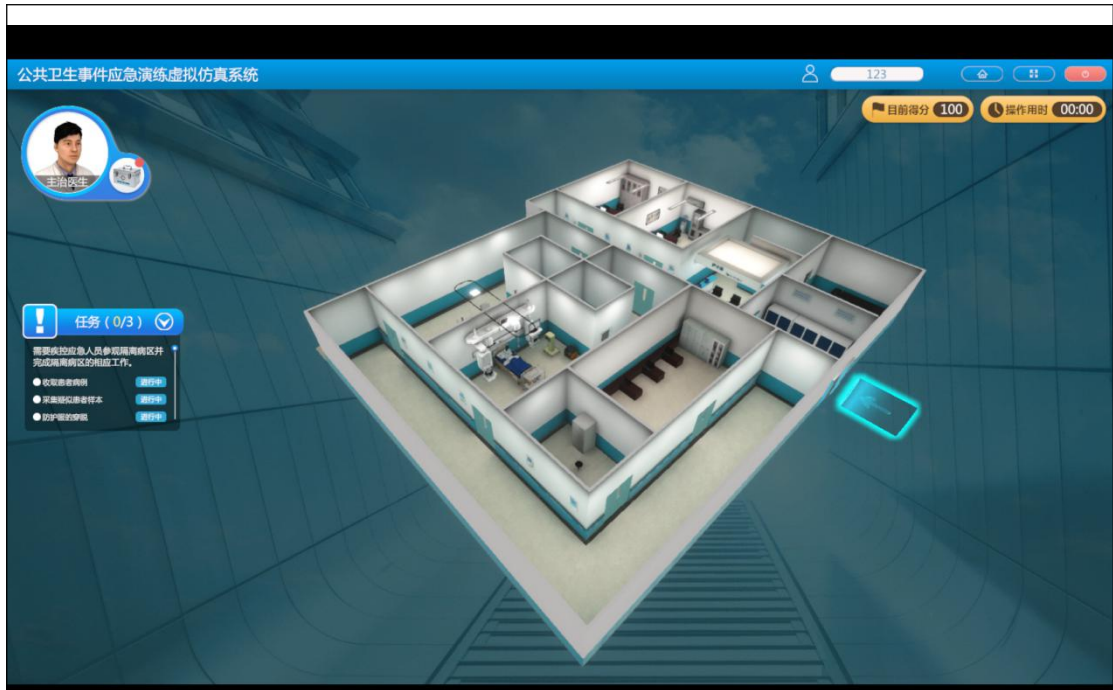 公共卫生事件应急演练虚拟仿真系统
123
目前得分 100
操作用时 00:00
主治医生
任务 ( 0/3 )
需要疾控应急人员参观隔离病区并
完成隔离病区的相应工作。
收取患者病例 进行中
采集疑似患者样本 进行中
防护服的穿脱 进行中